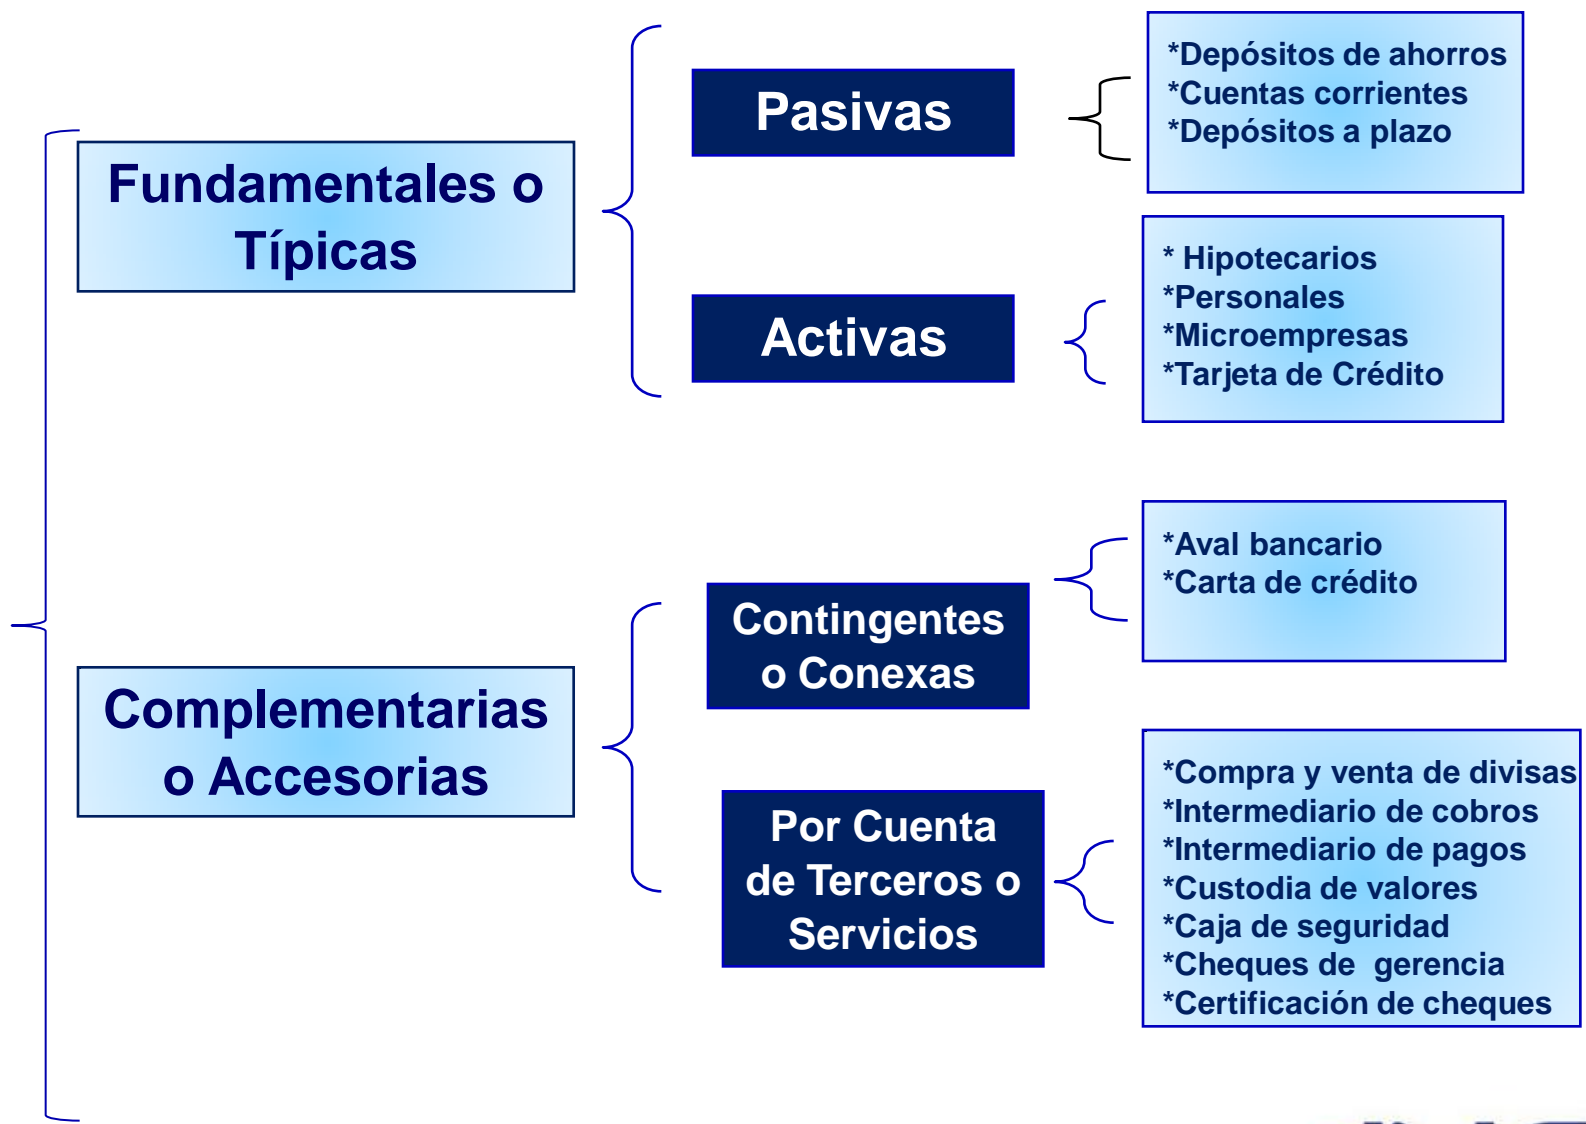 Fundamentales o
Típicas
Pasivas
*Depósitos de ahorros
*Cuentas corrientes
*Depósitos a plazo
Activas
* Hipotecarios
*Personales
*Microempresas
*Tarjeta de Crédito
Complementarias
o Accesorias
Contingentes
o Conexas
*Aval bancario
*Carta de crédito
Por Cuenta
de Terceros o
Servicios
*Compra y venta de divisas
*Intermediario de cobros
*Intermediario de pagos
*Custodia de valores
*Caja de seguridad
*Cheques de  gerencia
*Certificación de cheques